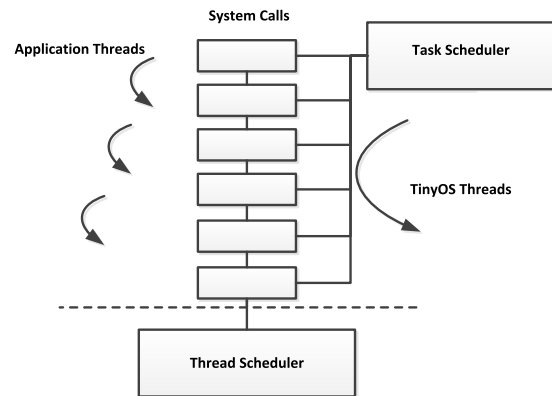 System Calls
Application Threads
Task Scheduler
TinyOS Threads
Thread Scheduler